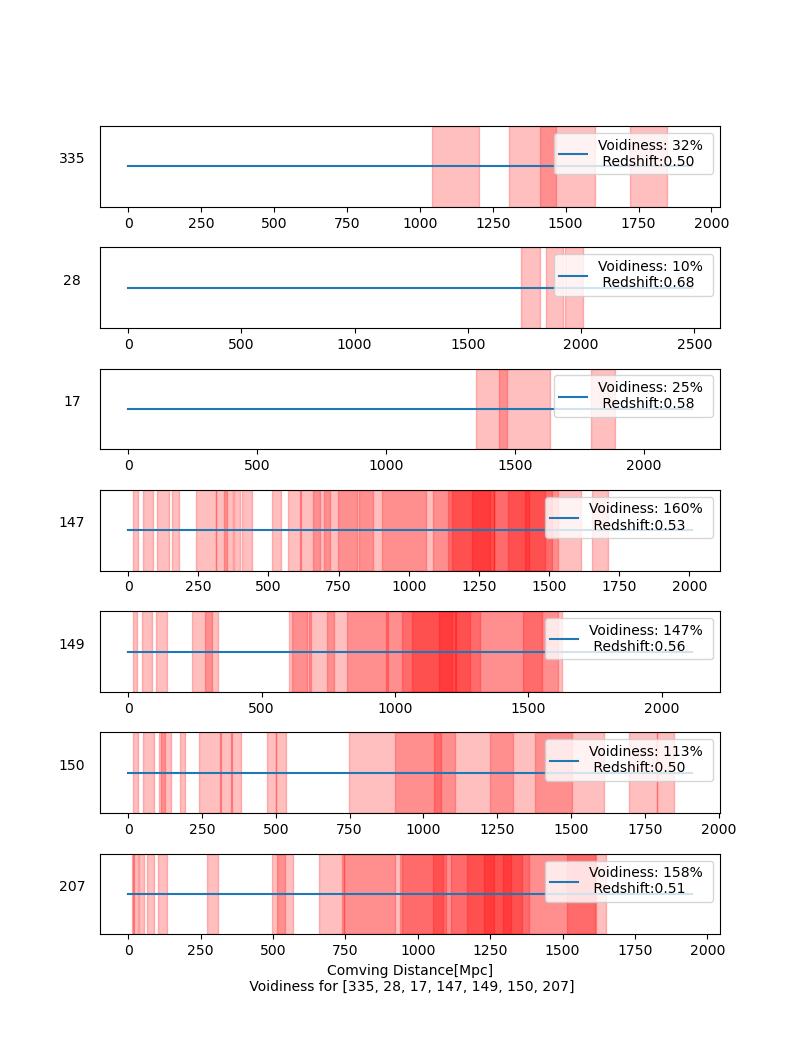 335
Voidiness: 32%
Redshift:0.50
0 250 500 750 1000 1250 1500 1750 2000
28
Voidiness: 10%
Redshift:0.68
0 500 1000 1500 2000 2500
17
Voidiness: 25%
Redshift:0.58
0 500 1000 1500 2000
147
Voidiness: 160%
Redshift:0.53
0 250 500 750 1000 1250 1500 1750 2000
149
Voidiness: 147%
Redshift:0.56
0 500 1000 1500 2000
150
Voidiness: 113%
Redshift:0.50
0 250 500 750 1000 1250 1500 1750 2000
207
Voidiness: 158%
Redshift:0.51
0 250 500 750 1000 1250 1500 1750 2000
Comving Distance[Mpc]
Voidiness for [335, 28, 17, 147, 149, 150, 207]